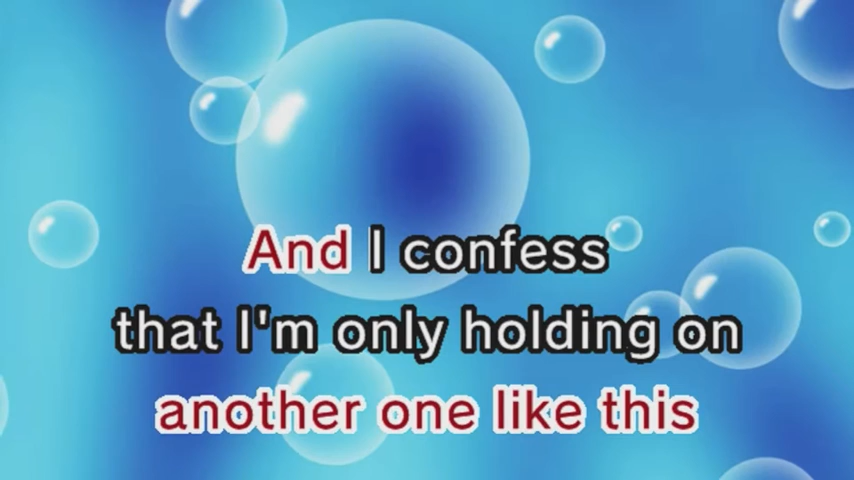 And I confess
that I'm only holding on
another one like this